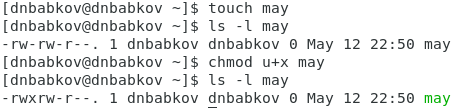 [dnbabkov@dnbabkov ~]$ touch may
[dnbabkov@dnbabkov ~]$ ls -l may
-rw-rw-r--. 1 dnbabkov dnbabkov 0 May 12 22:50 may
[dnbabkov@dnbabkov ~]$ chmod u+x may
[dnbabkov@dnbabkov ~]$ ls -l may
-rwxrw-r--. 1 dnbabkov dnbabkov 0 May 12 22:50 may